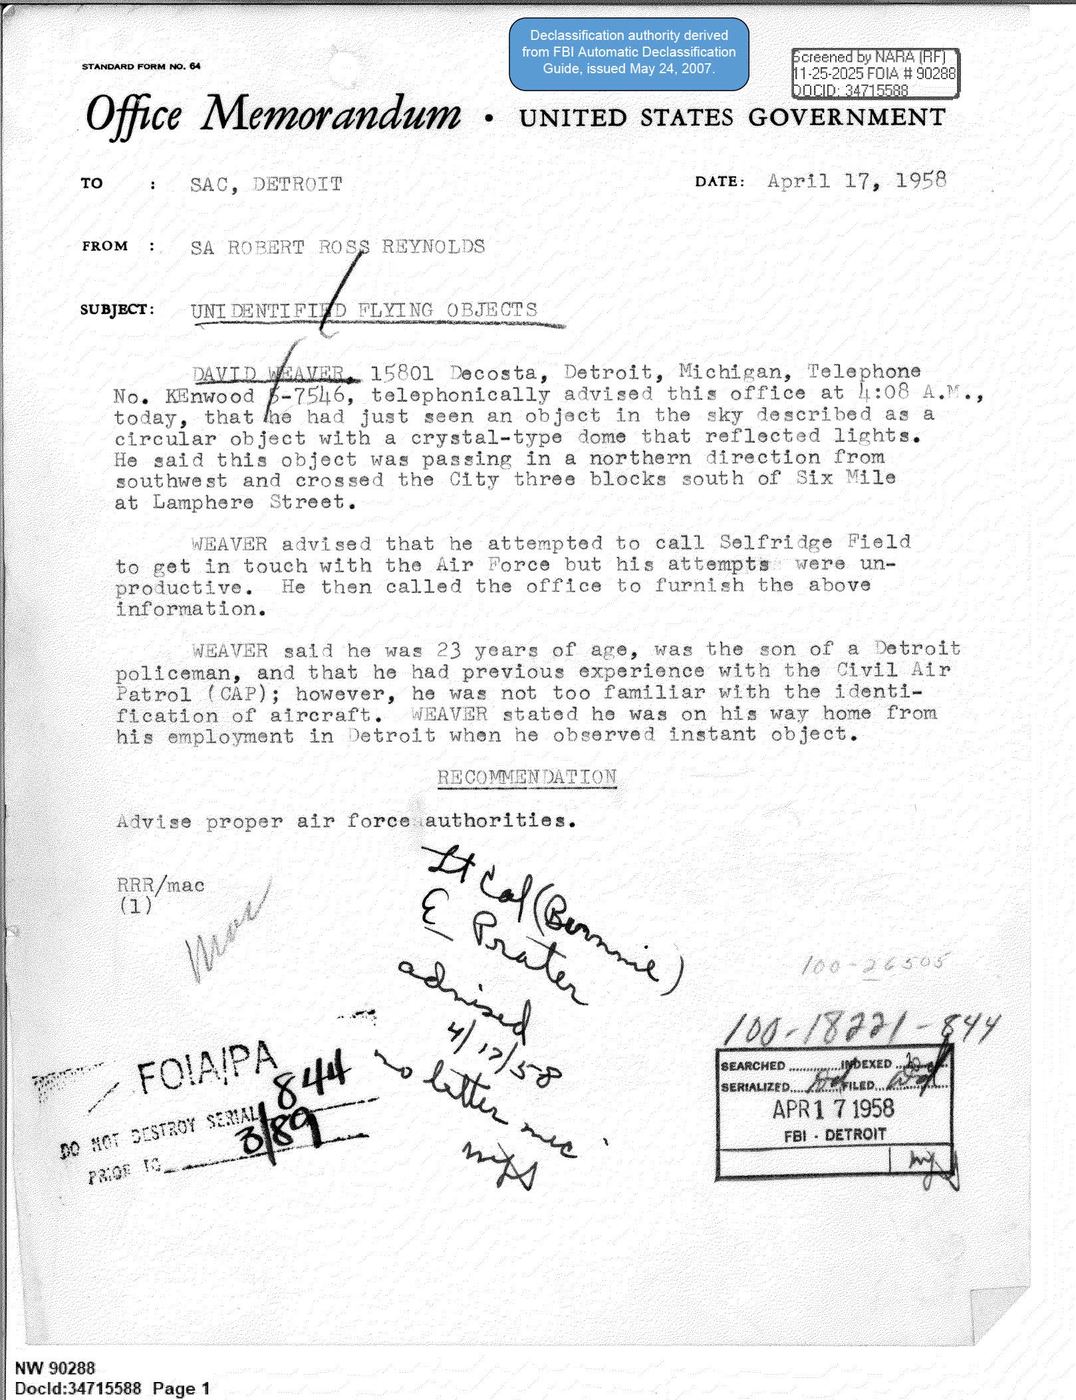 Declassification authority derived
from FBI Automatic Declassification
Guide, issued May 24, 2007.
Screened by NARA (RF)
11-25-2025 FOIA # 90288
DOCID: 34715588
STANDARD FORM NO. 64
Office Memorandum • UNITED STATES GOVERNMENT
TO : SAC, DETROIT
DATE: April 17, 1958
FROM : SA ROBERT ROSS REYNOLDS
SUBJECT: UNIDENTIFIED FLYING OBJECTS
DAVID WEAVER, 15801 Decosta, Detroit, Michigan, Telephone
No. KEnwood 5-7546, telephonically advised this office at 4:08 A.M.,
today, that he had just seen an object in the sky described as a
circular object with a crystal-type dome that reflected lights.
He said this object was passing in a northern direction from
southwest and crossed the City three blocks south of Six Mile
at Lamphere Street.
WEAVER advised that he attempted to call Selfridge Field
to get in touch with the Air Force but his attempts were un-
productive. He then called the office to furnish the above
information.
WEAVER said he was 23 years of age, was the son of a Detroit
policeman, and that he had previous experience with the Civil Air
Patrol (CAP); however, he was not too familiar with the identi-
fication of aircraft. WEAVER stated he was on his way home from
his employment in Detroit when he observed instant object.
RECOMMENDATION
Advise proper air force authorities.
RRR/mac
(1)
Lt Col (Burnnie)
E Prater
advised
4/17/58
no letter nec
100-26505
100-18221-844
SEARCHED INDEXED
SERIALIZED FILED
APR 17 1958
FBI - DETROIT
FOIA/PA
DO NOT DESTROY SERIAL 844
PRIOR TO 3/89
NW 90288
DocId:34715588 Page 1